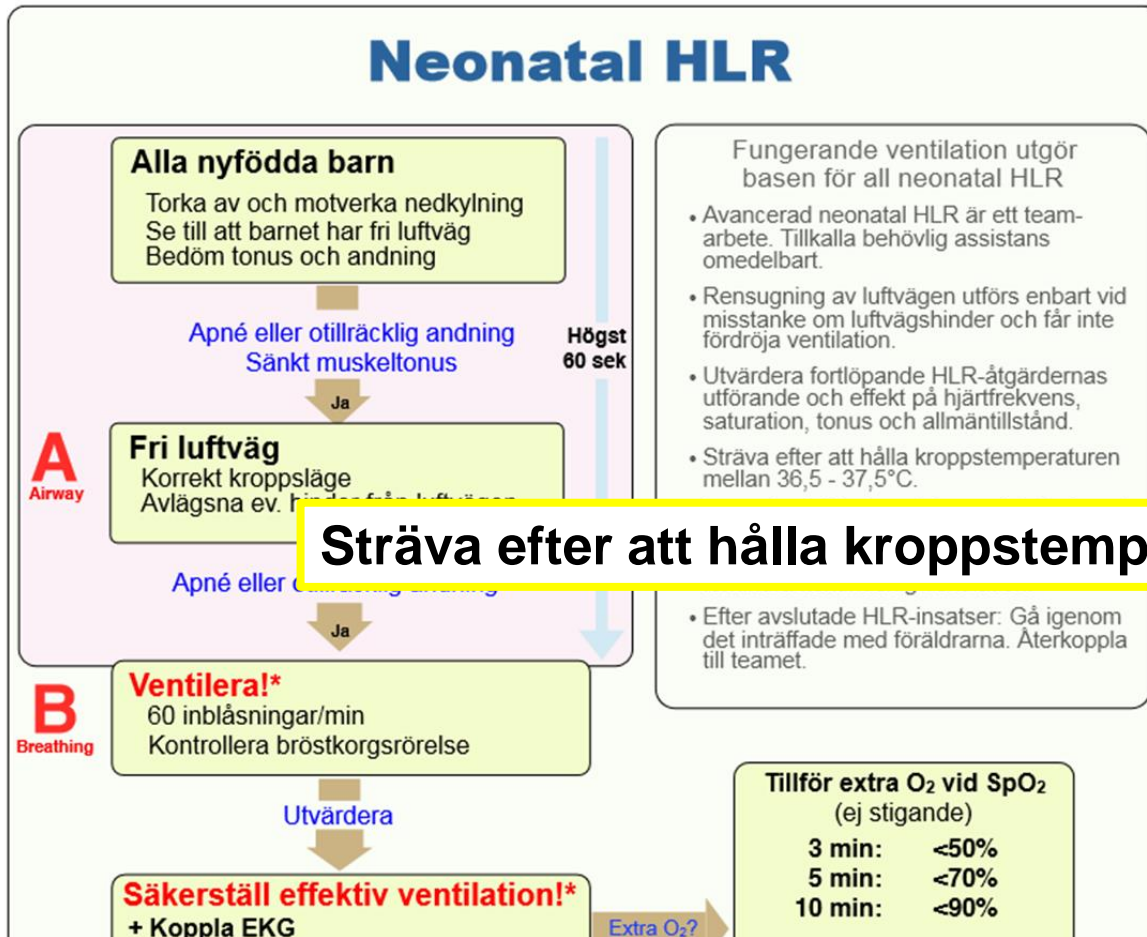 Neonatal HLR
Alla nyfödda barn
Torka av och motverka nedkylning
Se till att barnet har fri luftväg
Bedöm tonus och andning
Apné eller otillräcklig andning
Sänkt muskeltonus
Högst
60 sek
Ja
A
Airway
Fri luftväg
Korrekt kroppsläge
Avlägsna ev.
Apné eller
Ja
B
Breathing
Ventilera!*
60 inblåsningar/min
Kontrollera bröstkorgsrörelse
Utvärdera
Säkerställ effektiv ventilation!*
+ Koppla EKG
Extra O₂?
Fungerande ventilation utgör
basen för all neonatal HLR
• Avancerad neonatal HLR är ett team-
arbete. Tillkalla behövlig assistans
omedelbart.
• Rensugning av luftvägen utförs enbart vid
misstanke om luftvägshinder och får inte
fördröja ventilation.
• Utvärdera fortlöpande HLR-åtgärdernas
utförande och effekt på hjärtfrekvens,
saturation, tonus och allmäntillstånd.
• Sträva efter att hålla kroppstemperaturen
mellan 36,5 - 37,5°C.
Sträva efter att hålla kroppstemp
• Efter avslutade HLR-insatser: Gå igenom
det inträffade med föräldrarna. Återkoppla
till teamet.
Tillför extra O₂ vid SpO₂
(ej stigande)
3 min: <50%
5 min: <70%
10 min: <90%